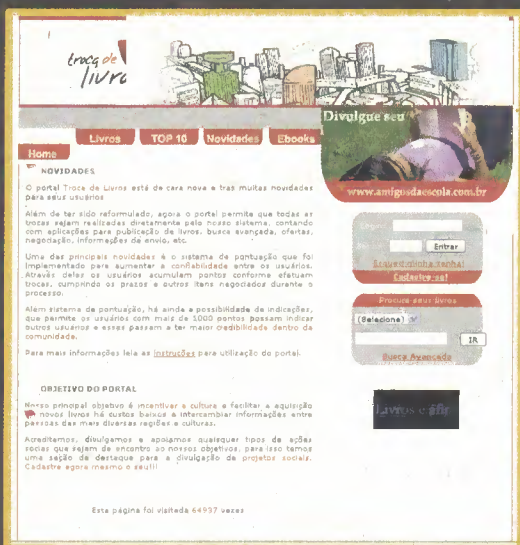 troca de
livro
Divulgue seu
www.amigosdaescola.com.br
Livros TOP 10 Novidades Ebooks
Home
NOVIDADES
O portal Troca de Livros está de cara nova e tras muitas novidades
para seus usuários
Além de ter sido reformulado, agora o portal permite que todas as
trocas sejam realizadas diretamente pelo nosso sistema, contando
com aplicações para publicação de livros, busca avançada, ofertas,
negociação, informações de envio, etc.
Uma das principais novidades é o sistema de pontuação que foi
implementado para aumentar a confiabilidade entre os usuários.
Através deles os usuários acumulam pontos conforme efetuam
trocas, cumprindo os prazos e outros itens negociados durante o
processo.
Alem sistema de pontuação, há ainda a possibilidade de indicações,
que permite os usuários com mais de 1000 pontos possam indicar
outros usuários e esses passam a ter maior credibilidade dentro da
comunidade.
Para mais informações leia as instruções para utilização do portal.
OBJETIVO DO PORTAL
Nosso principal objetivo é incentivar a culture e facilitar a aquisição
novos livros há custos baixos e intercambiar informações entre
pessoas das mais diversas regiões e culturas.
Acreditamos, divulgamos e apoiamos quaisquer tipos de ações
socias que sejam de encontro ao nossos objetivos, para isso temos
uma seção de destaque para a divulgação de projetos sociais.
Cadastre agora mesmo o seu!!!
Esta página foi visitada 64937 vezes
Entrar
Esqueci minha senha!
Cadastre-se!
Procure seus livros
(Selecione)
IR
Busca Avançada
Livros e afin